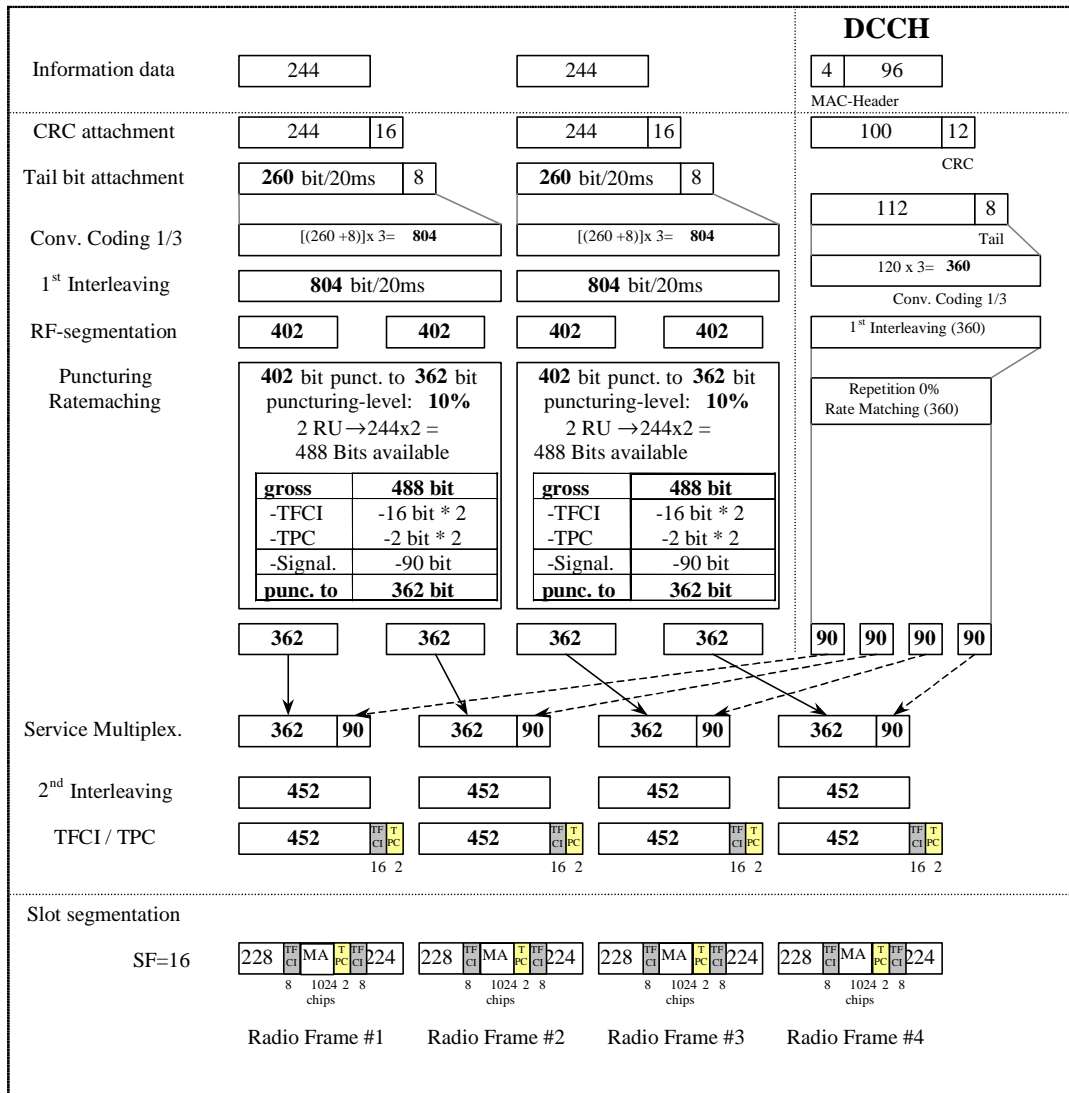 DCCH
Information data 244 244 4 96
MAC-Header
CRC attachment 244 16 244 16 100 12
CRC
Tail bit attachment 260 bit/20ms 8 260 bit/20ms 8
112 8
Tail
Conv. Coding 1/3 [(260 +8)]x 3= 804 [(260 +8)]x 3= 804
120 x 3= 360
Conv. Coding 1/3
1st Interleaving 804 bit/20ms 804 bit/20ms
RF-segmentation 402 402 402 402 1st Interleaving (360)
Puncturing
Ratemaching
402 bit punct. to 362 bit
puncturing-level: 10%
2 RU →244x2 =
488 Bits available
gross 488 bit
-TFCI -16 bit * 2
-TPC -2 bit * 2
-Signal. -90 bit
punc. to 362 bit
402 bit punct. to 362 bit
puncturing-level: 10%
2 RU →244x2 =
488 Bits available
gross 488 bit
-TFCI -16 bit * 2
-TPC -2 bit * 2
-Signal. -90 bit
punc. to 362 bit
Repetition 0%
Rate Matching (360)
362 362 362 362 90 90 90 90
Service Multiplex. 362 90 362 90 362 90 362 90
2nd Interleaving 452 452 452 452
TFCI / TPC 452 TF CI T PC 452 TF CI T PC 452 TF CI T PC 452 TF CI T PC
16 2 16 2 16 2 16 2
Slot segmentation
SF=16 228 TF CI MA T PC TF CI 224 228 TF CI MA T PC TF CI 224 228 TF CI MA T PC TF CI 224 228 TF CI MA T PC TF CI 224
8 1024 2 8 8 1024 2 8 8 1024 2 8 8 1024 2 8
chips chips chips chips
Radio Frame #1 Radio Frame #2 Radio Frame #3 Radio Frame #4